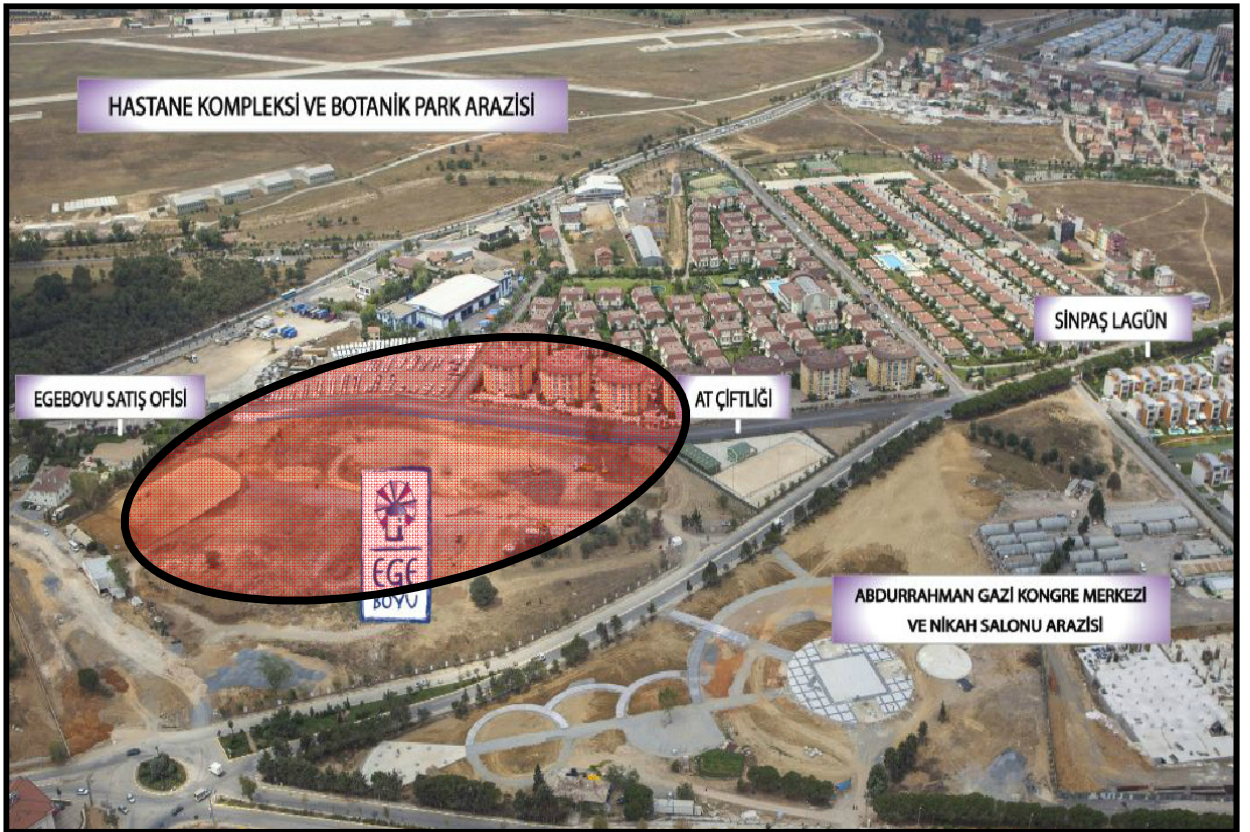 HASTANE KOMPLEKSİ VE BOTANİK PARK ARAZİSİ
SİNPAŞ LAGÜN
EGEBOYU SATIŞ OFİSİ
AT ÇİFTLİĞİ
EGE
BOYU
ABDURRAHMAN GAZİ KONGRE MERKEZİ
VE NİKAH SALONU ARAZİSİ